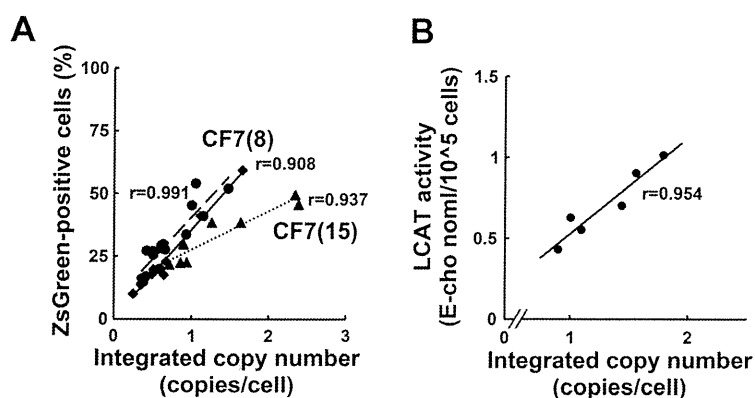 A
ZsGreen-positive cells (%)
100
75
50
25
0
0
1
2
3
CF7(8)
r=0.908
r=0.991
r=0.937
CF7(15)
Integrated copy number
(copies/cell)
B
LCAT activity
(E-cho noml/10^5 cells)
1.5
1
0.5
0
0
1
2
r=0.954
Integrated copy number
(copies/cell)